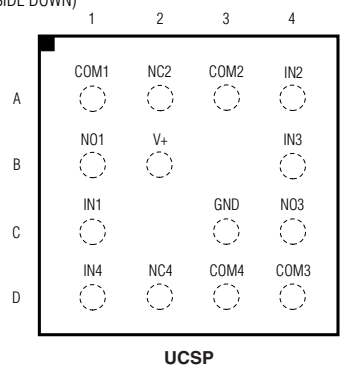 SIDE DOWN)
1 2 3 4
COM1 NC2 COM2 IN2
A
NO1 V+ IN3
B
IN1 GND NO3
C
IN4 NC4 COM4 COM3
D
UCSP